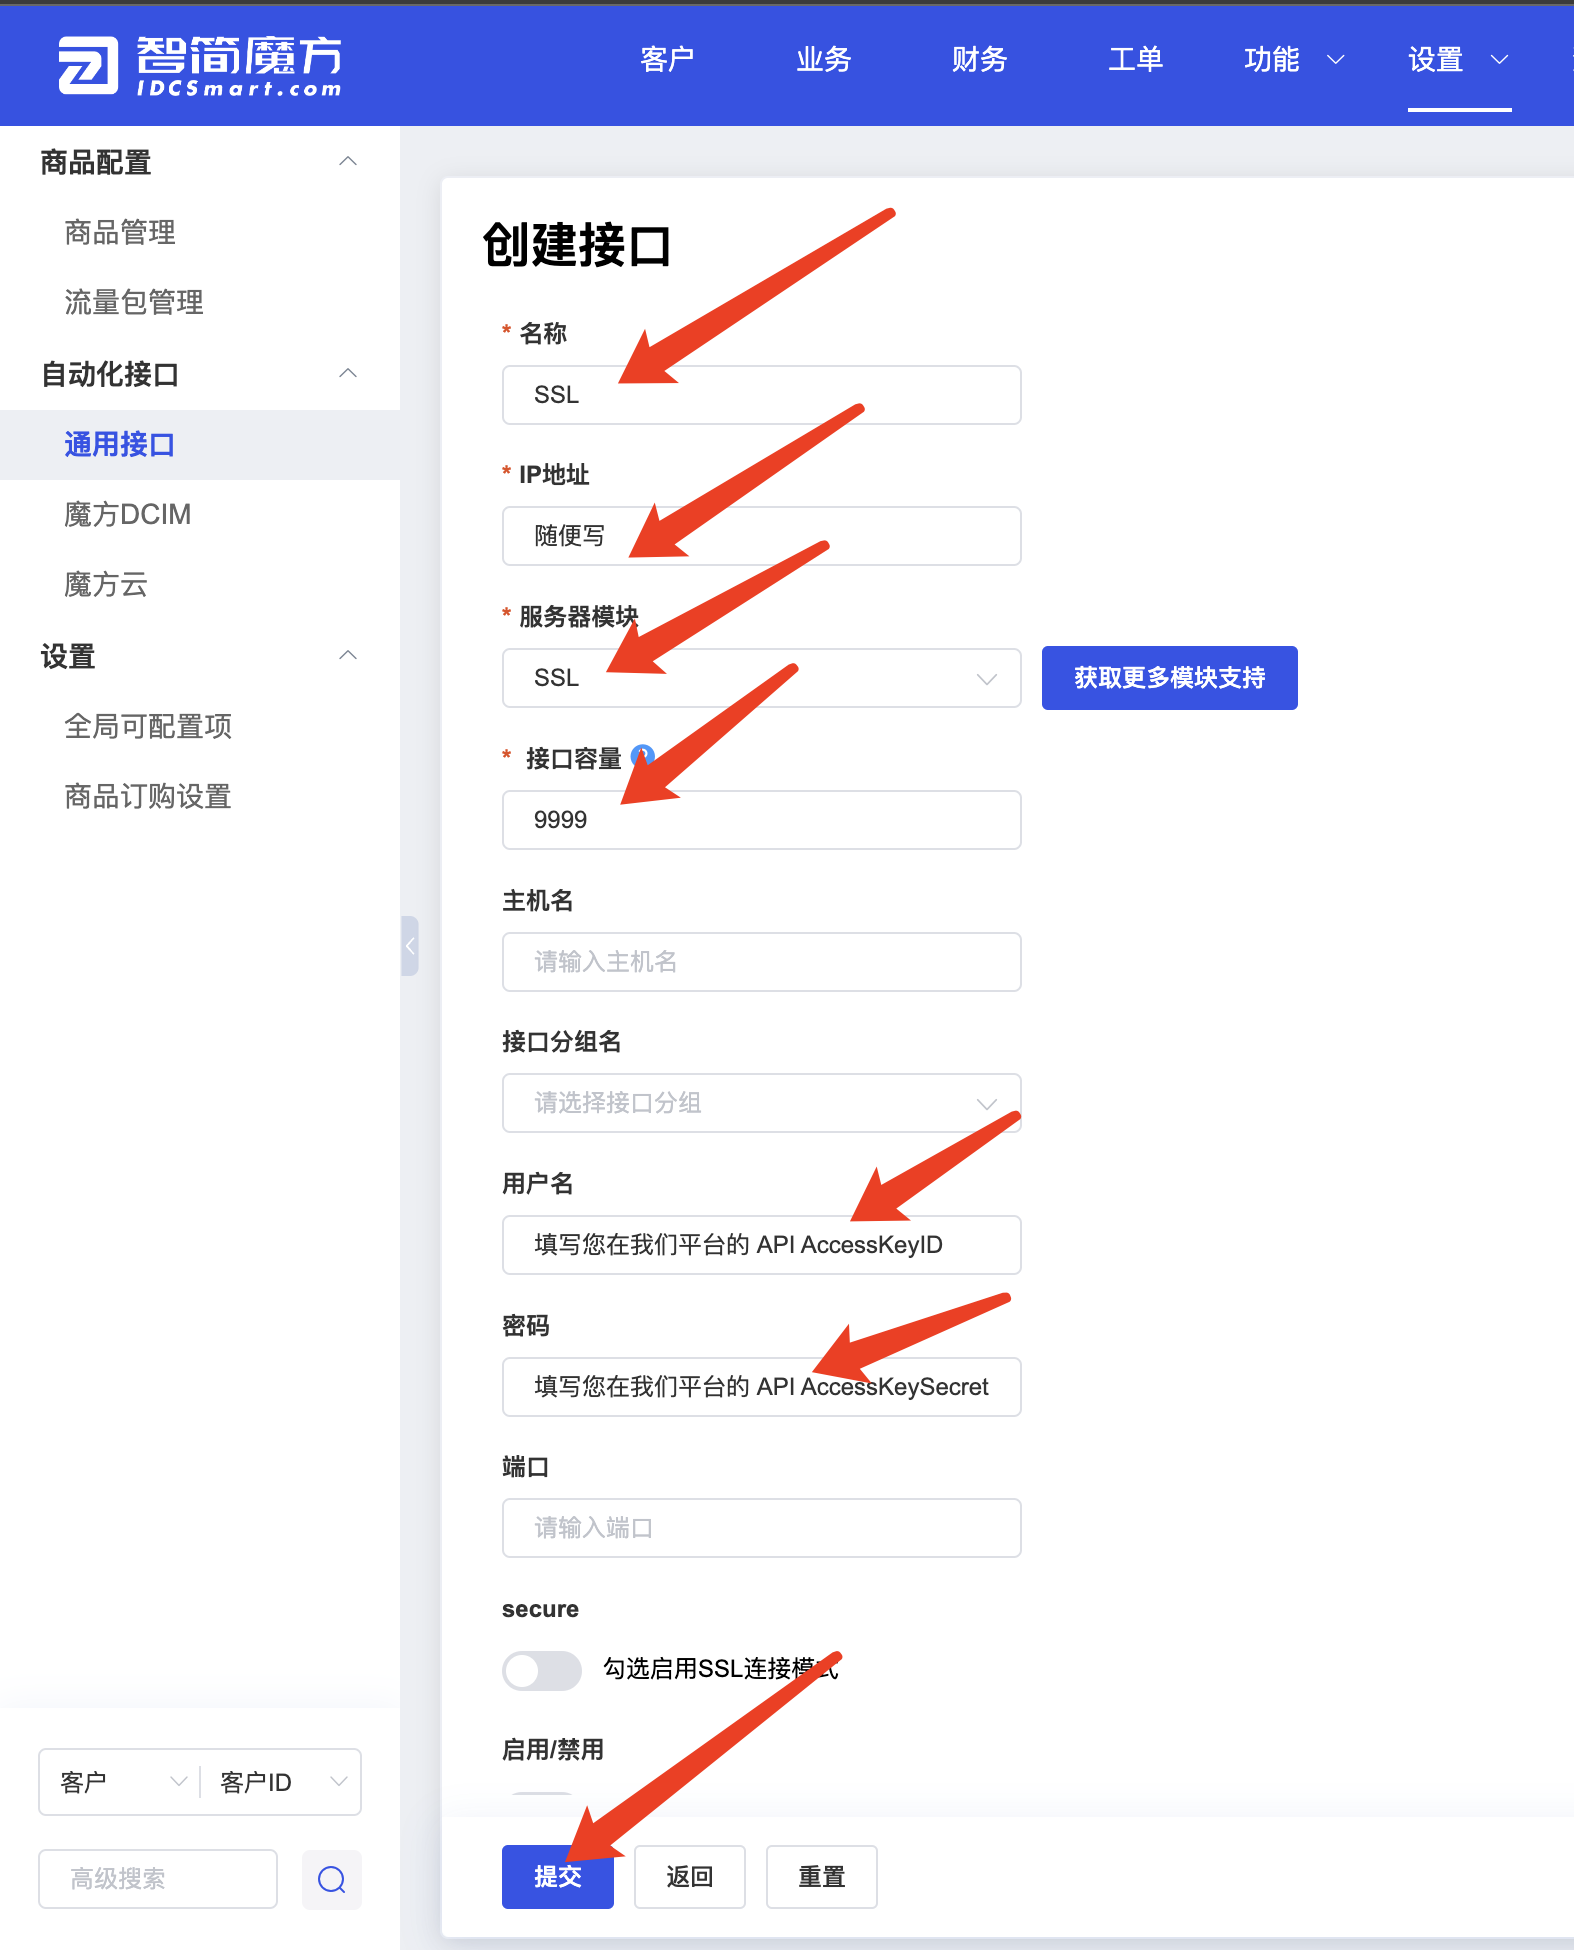 智简魔方
IDCSmart.com
客户
业务
财务
工单
功能
设置
商品配置
商品管理
流量包管理
自动化接口
通用接口
魔方DCIM
魔方云
设置
全局可配置项
商品订购设置
客户
客户ID
高级搜索
创建接口
* 名称
SSL
* IP地址
随便写
* 服务器模块
SSL
获取更多模块支持
* 接口容量
9999
主机名
请输入主机名
接口分组名
请选择接口分组
用户名
填写您在我们平台的 API AccessKeyID
密码
填写您在我们平台的 API AccessKeySecret
端口
请输入端口
secure
勾选启用SSL连接模式
启用/禁用
提交
返回
重置